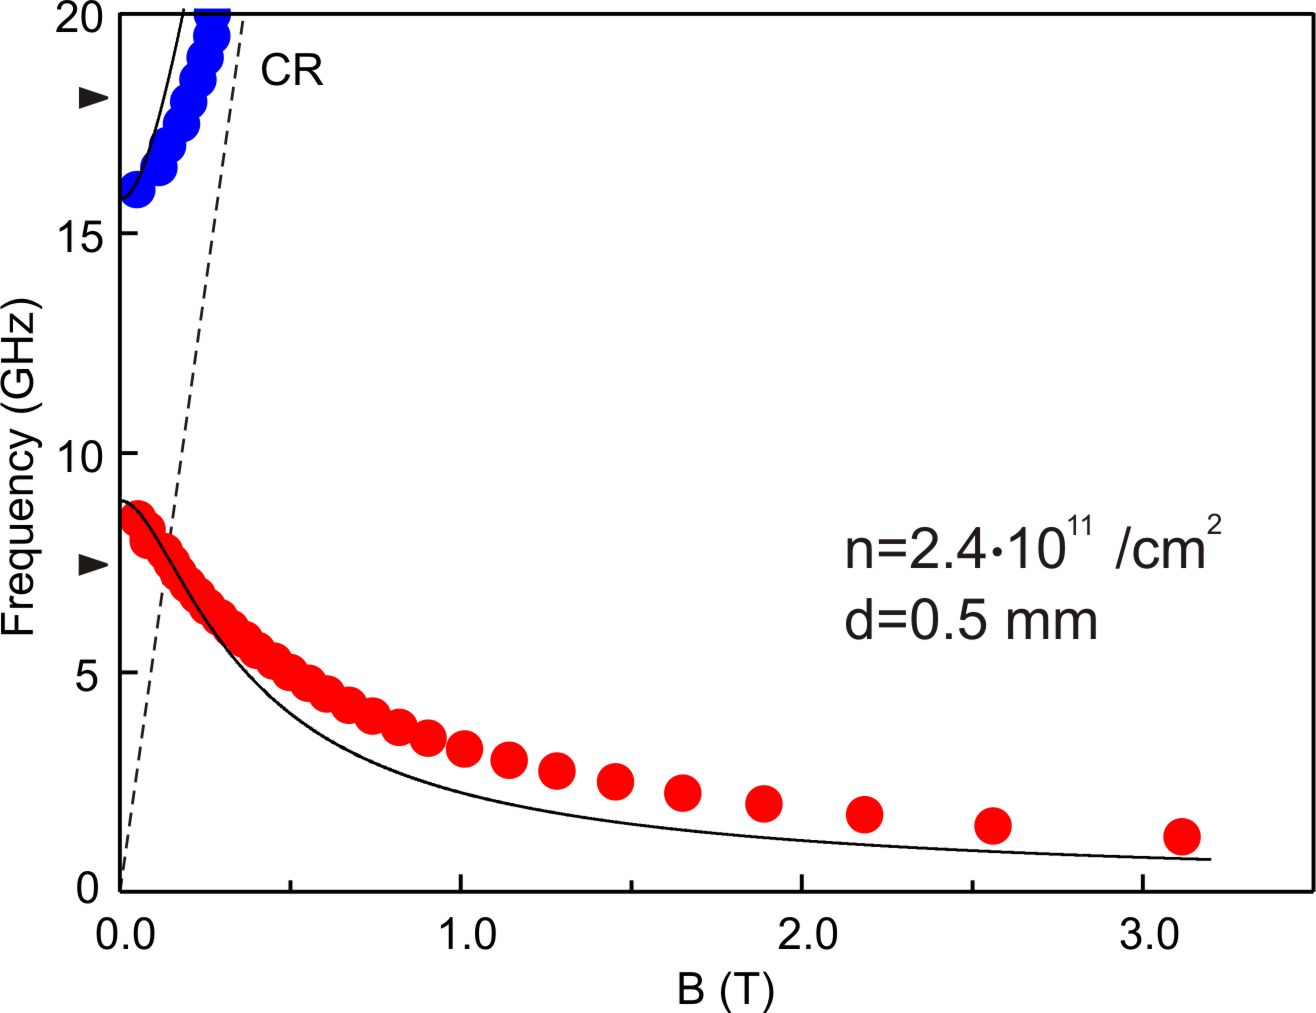 20
CR
15
10
5
0
Frequency (GHz)
n=2.4·10¹¹ /cm²
d=0.5 mm
0.0 1.0 2.0 3.0
B (T)